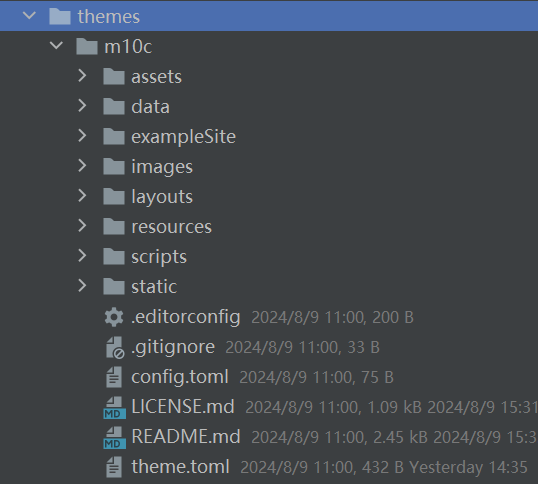 themes
m10c
assets
data
exampleSite
images
layouts
resources
scripts
static
.editorconfig 2024/8/9 11:00, 200 B
.gitignore 2024/8/9 11:00, 33 B
config.toml 2024/8/9 11:00, 75 B
LICENSE.md 2024/8/9 11:00, 1.09 kB 2024/8/9 15:31
README.md 2024/8/9 11:00, 2.45 kB 2024/8/9 15:3
theme.toml 2024/8/9 11:00, 432 B Yesterday 14:35